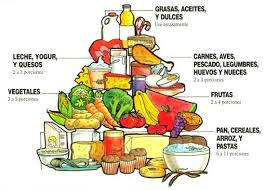 GRASAS, ACEITES,
Y DULCES
Use escasamente
LECHE, YOGUR, Y
Y QUESOS
2 a 3 porciones
CARNES, AVES,
PESCADO, LEGUMBRES,
HUEVOS Y NUECES
2 a 3 porciones
VEGETALES
3 a 5 porciones
FRUTAS
2 a 4 porciones
PAN, CEREALES,
ARROZ, Y
PASTAS
6 a 11 porciones